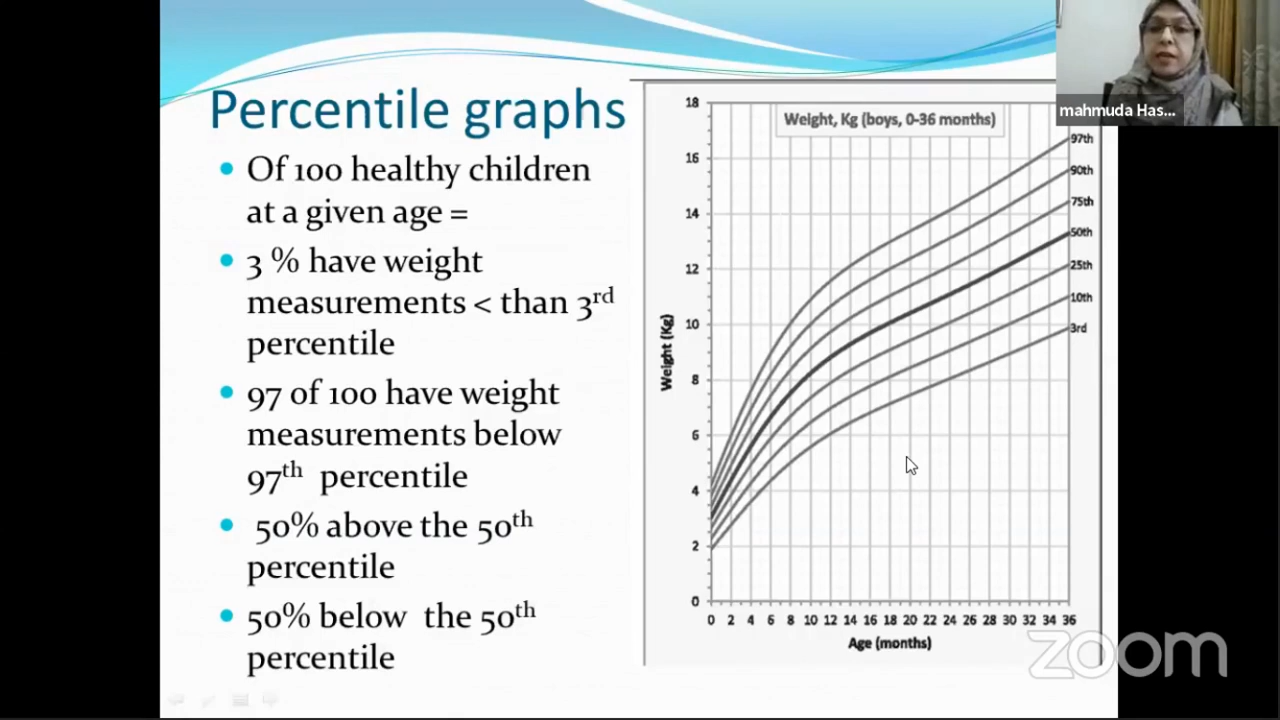 Percentile graphs
Of 100 healthy children
at a given age =
3 % have weight
measurements < than 3rd
percentile
97 of 100 have weight
measurements below
97th percentile
50% above the 50th
percentile
50% below the 50th
percentile
Weight, Kg (boys, 0-36 months)
18
16
14
12
10
8
6
4
2
0
Weight (Kg)
97th
90th
75th
50th
25th
10th
3rd
0 2 4 6 8 10 12 14 16 18 20 22 24 26 28 30 32 34 36
Age (months)
mahmuda Has...
zoom